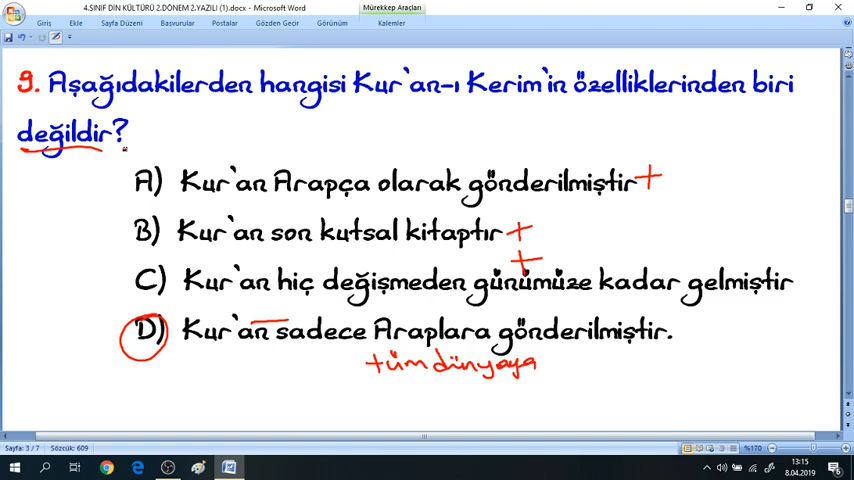 4.SINIF DİN KÜLTÜRÜ 2.DÖNEM 2.YAZILI (1).docx - Microsoft Word
Mürekkep Araçları
Giriş Ekle Sayfa Düzeni Başvurular Postalar Gözden Geçir Görünüm Kalemler
9. Aşağıdakilerden hangisi Kur'an-ı Kerim'in özelliklerinden biri
değildir?
A) Kur'an Arapça olarak gönderilmiştir +
B) Kur'an son kutsal kitaptır +
+
C) Kur'an hiç değişmeden günümüze kadar gelmiştir
D) Kur'an sadece Araplara gönderilmiştir.
tüm dünyaya
Sayfa: 3 / 7 Sözcük: 609 %170
13:15
8.04.2019